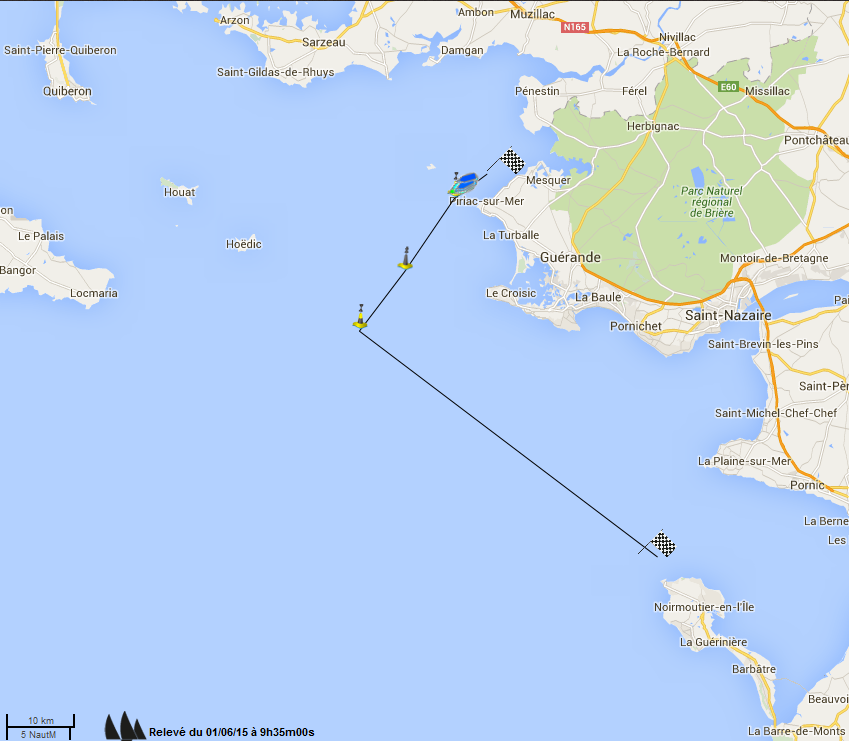 Ambon
Muzillac
Arzon
N165
Nivillac
Sarzeau
Saint-Pierre-Quiberon
Damgan
La Roche-Bernard
Saint-Gildas-de-Rhuys
E60
Quiberon
Pénestin
Férel
Missillac
Herbignac
Pontchâteau
Mesquer
Houat
Parc Naturel
régional
de Brière
Piriac-sur-Mer
on
Le Palais
La Turballe
Hoëdic
Guérande
Montoir-de-Bretagne
Bangor
Locmaria
Le Croisic
La Baule
Pai
Saint-Nazaire
Pornichet
Saint-Brevin-les-Pins
Saint-Pèr
Saint-Michel-Chef-Chef
La Plaine-sur-Mer
Pornic
La Berne
Les
Noirmoutier-en-l'Île
La Guérinière
Barbâtre
Beauvoi
10 km
5 NautM
Relevé du 01/06/15 à 9h35m00s
La Barre-de-Monts